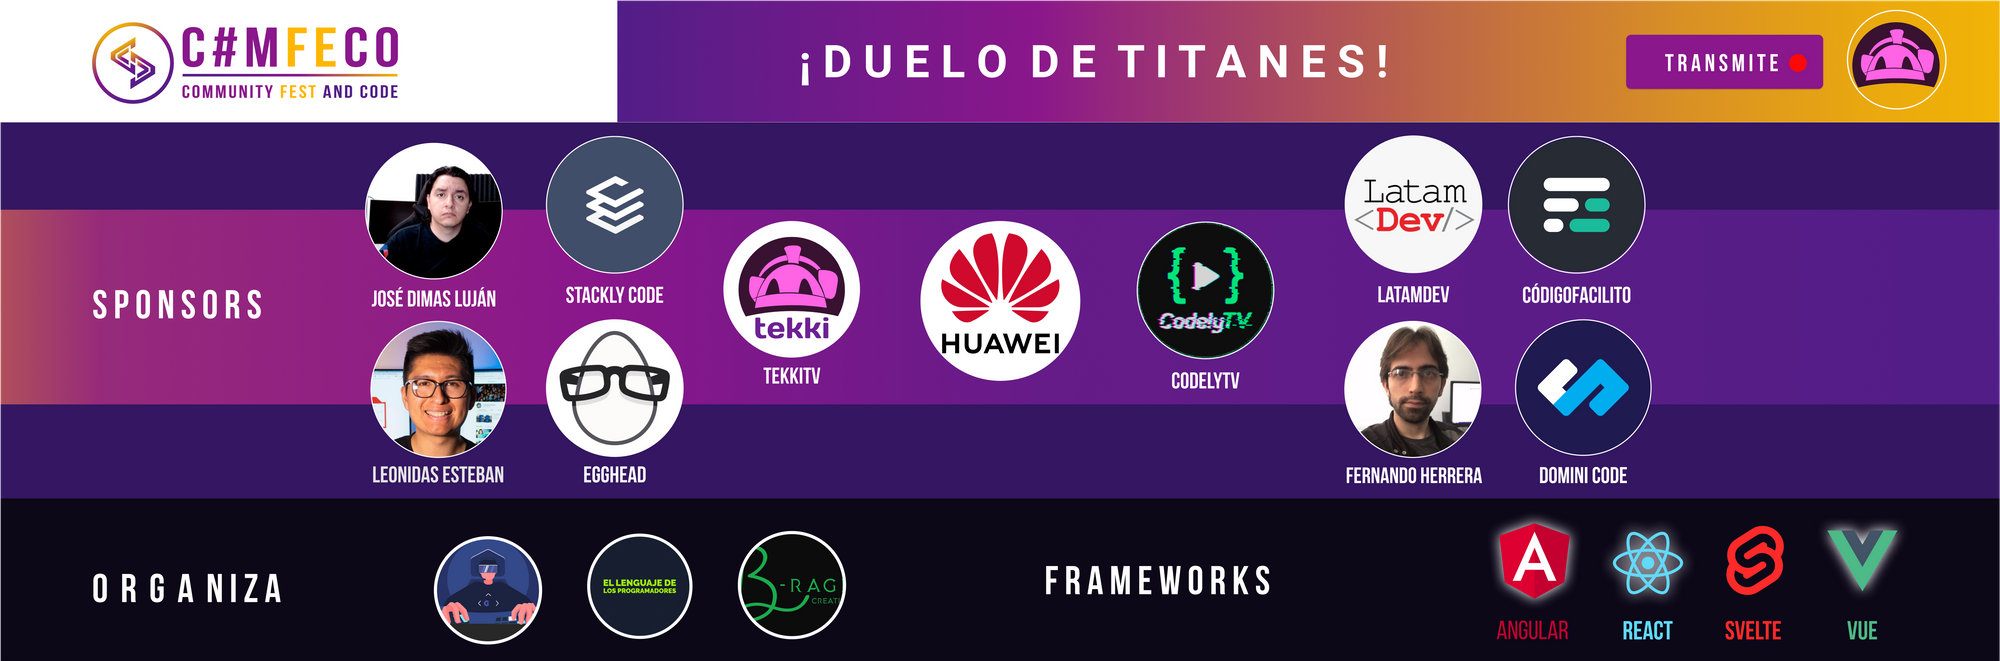 C#MFECO
COMMUNITY FEST AND CODE
¡DUELO DE TITANES!
TRANSMITE
SPONSORS
JOSÉ DIMAS LUJÁN
STACKLY CODE
LEONIDAS ESTEBAN
EGGHEAD
tekki
TEKKITV
HUAWEI
CodelyTV
CODELYTV
Latam
<Dev/>
LATAMDEV
CÓDIGOFACILITO
FERNANDO HERRERA
DOMINI CODE
ORGANIZA
EL LENGUAJE DE
LOS PROGRAMADORES
B-RAG
CREATI
FRAMEWORKS
ANGULAR
REACT
SVELTE
VUE